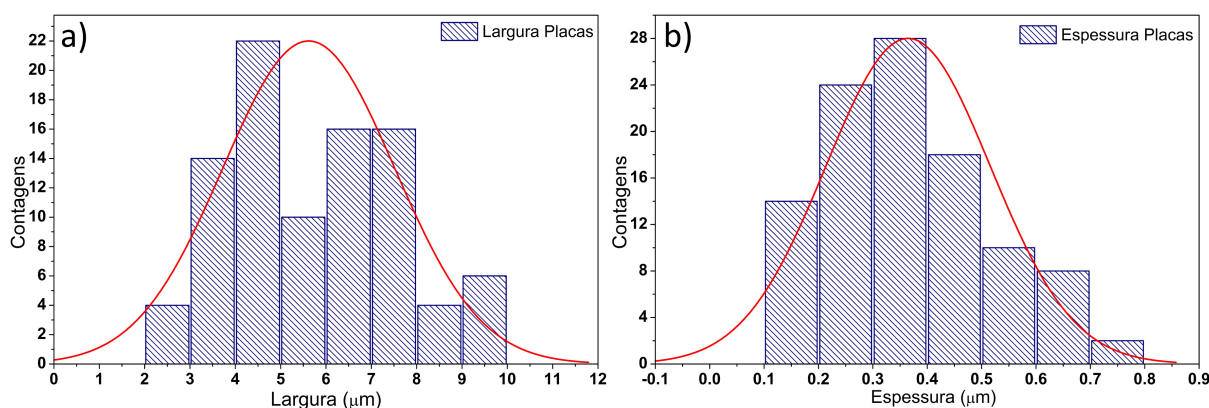 a)
Largura Placas
Contagens
22
20
18
16
14
12
10
8
6
4
2
0
0 1 2 3 4 5 6 7 8 9 10 11 12
Largura (μm)
b)
Espessura Placas
Contagens
28
24
20
16
12
8
4
0
-0.1 0.0 0.1 0.2 0.3 0.4 0.5 0.6 0.7 0.8 0.9
Espessura (μm)